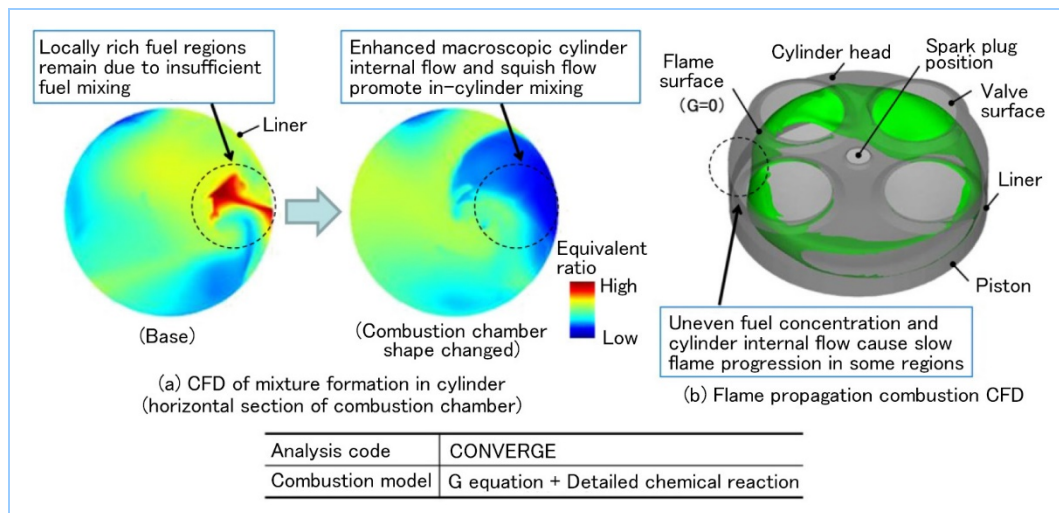 Locally rich fuel regions
remain due to insufficient
fuel mixing
Liner
(Base)
Enhanced macroscopic cylinder
internal flow and squish flow
promote in-cylinder mixing
Equivalent
ratio
High
Low
(Combustion chamber
shape changed)
(a) CFD of mixture formation in cylinder
(horizontal section of combustion chamber)
Cylinder head
Spark plug
position
Flame
surface
(G=0)
Valve
surface
Liner
Piston
Uneven fuel concentration and
cylinder internal flow cause slow
flame progression in some regions
(b) Flame propagation combustion CFD
Analysis code CONVERGE
Combustion model G equation + Detailed chemical reaction